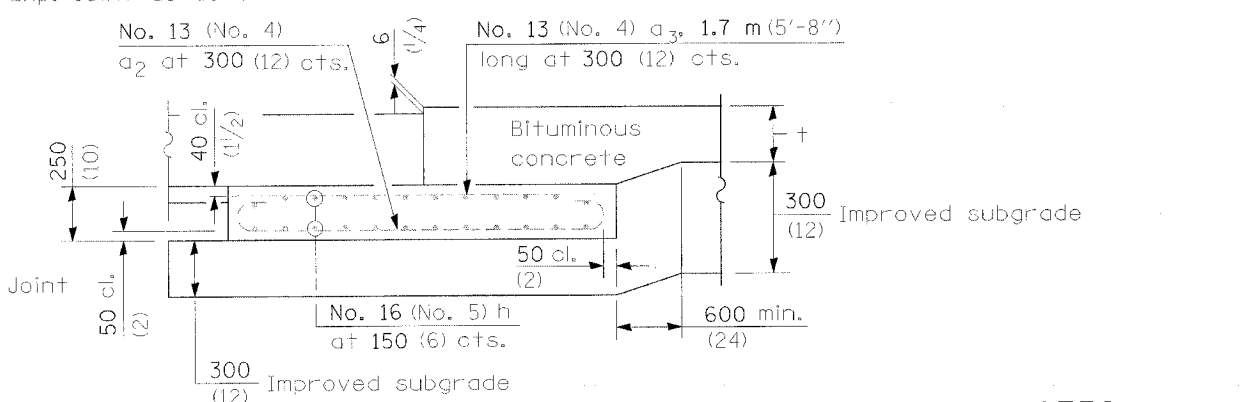 No. 13 (No. 4)
a2 at 300 (12) cts.
6
(1/4)
No. 13 (No. 4) a3, 1.7 m (5'-8")
long at 300 (12) cts.
250
(10)
40 cl.
(1 1/2)
Bituminous
concrete
t
300
(12)
Improved subgrade
Joint
50 cl.
(2)
50 cl.
(2)
No. 16 (No. 5) h
at 150 (6) cts.
600 min.
(24)
300
(12)
Improved subgrade